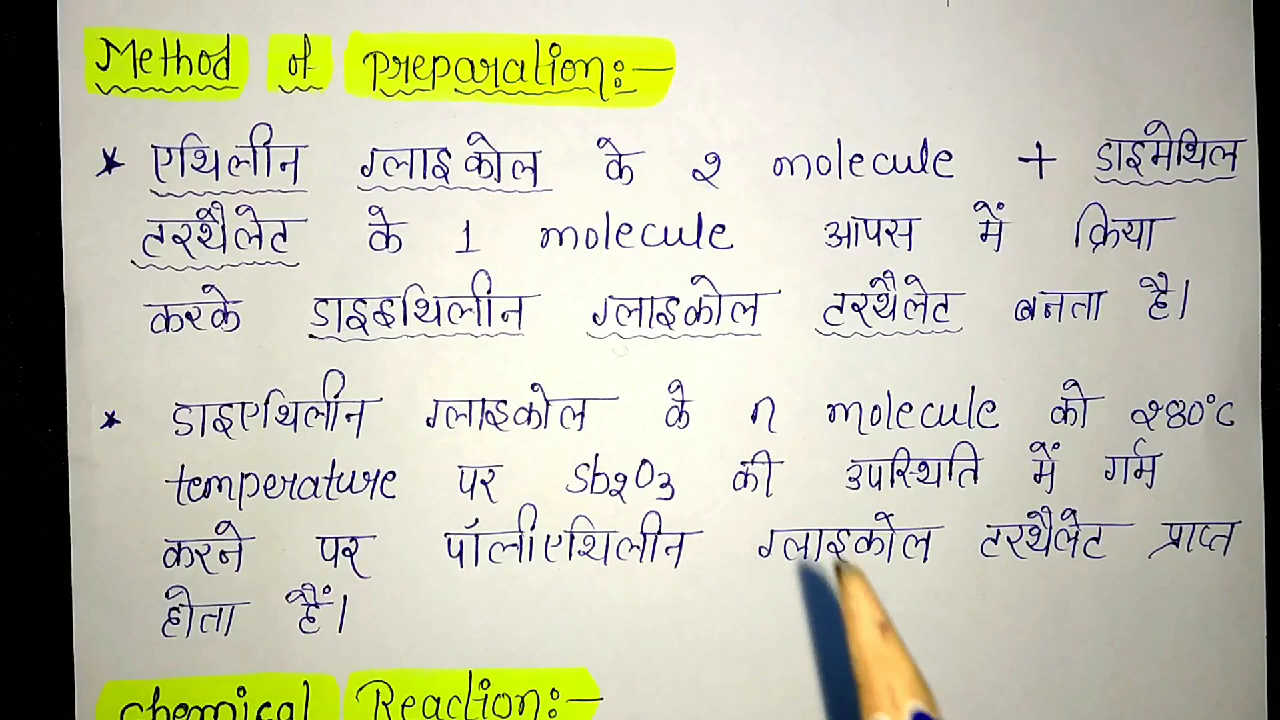 Method of Preparation:-
* एथिलीन ग्लाइकोल के 2 molecule + डाइमेथिल
टरथैलेट के 1 molecule आपस में क्रिया
करके डाइइथिलीन ग्लाइकोल टरथैलेट बनता है।
* डाइएथिलीन ग्लाइकोल के n molecule को 280°C
temperature पर Sb2O3 की उपस्थिति में गर्म
करने पर पॉलीएथिलीन ग्लाइकोल टरथैलेट प्राप्त
होता हैं।
Chemical Reaction:-